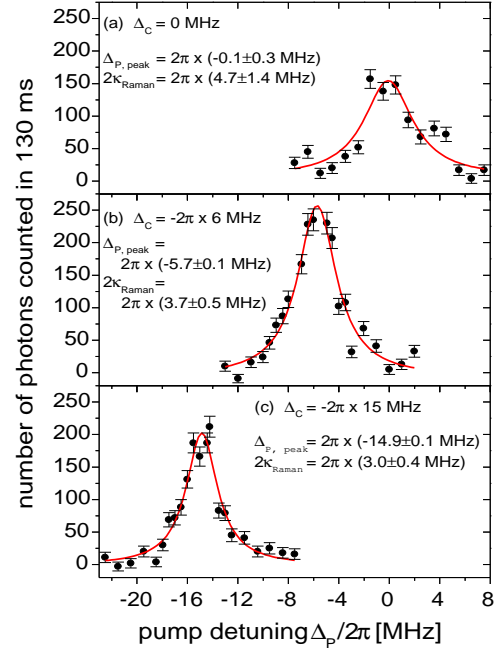 (a) Δ_C = 0 MHz
Δ_P, peak = 2π x (-0.1±0.3 MHz)
2κ_Raman = 2π x (4.7±1.4 MHz)
250
200
150
100
50
0
(b) Δ_C = -2π x 6 MHz
Δ_P, peak =
2π x (-5.7±0.1 MHz)
2κ_Raman =
2π x (3.7±0.5 MHz)
250
200
150
100
50
0
(c) Δ_C = -2π x 15 MHz
Δ_P, peak = 2π x (-14.9±0.1 MHz)
2κ_Raman = 2π x (3.0±0.4 MHz)
250
200
150
100
50
0
number of photons counted in 130 ms
-20 -16 -12 -8 -4 0 4 8
pump detuning Δ_P/2π [MHz]